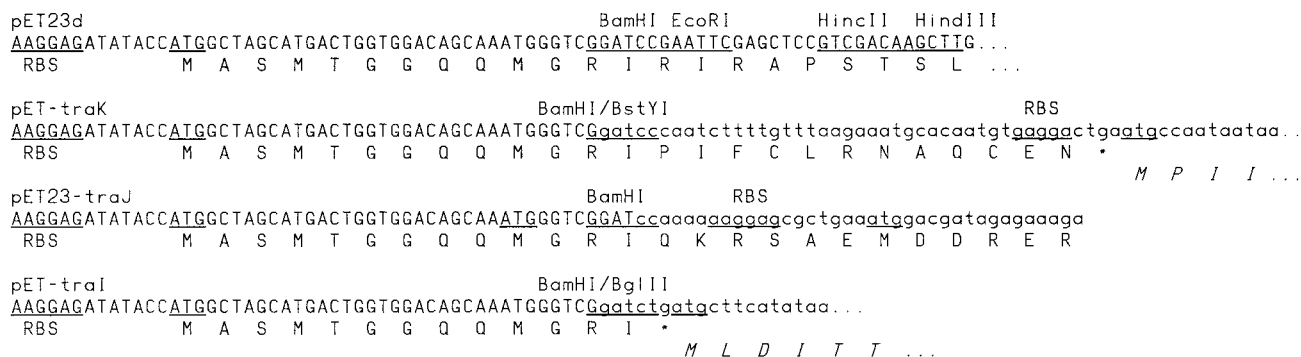 pET23d
BamHI EcoRI HincII HindIII
AAGGAGATATACCATGGCTAGCATGACTGGTGGACAGCAAATGGGTCGGATCCGAATTCGAGCTCCGTCGACAAGCTTG...
RBS M A S M T G G Q Q M G R I R I R A P S T S L ...
pET-traK
BamHI/BstYI RBS
AAGGAGATATACCATGGCTAGCATGACTGGTGGACAGCAAATGGGTCGgatcccaatcttttgtttaagaaatgcacaatgtgaggactgaatgccaataataa...
RBS M A S M T G G Q Q M G R I P I F C L R N A Q C E N *
M P I I ...
pET23-traJ
BamHI RBS
AAGGAGATATACCATGGCTAGCATGACTGGTGGACAGCAAATGGGTCGGATCcaaaaaaggagcgctgaaatggacgatagagaaaga
RBS M A S M T G G Q Q M G R I Q K R S A E M D D R E R
pET-traI
BamHI/BglII
AAGGAGATATACCATGGCTAGCATGACTGGTGGACAGCAAATGGGTCGgatctgatgcttcatataa...
RBS M A S M T G G Q Q M G R I *
M L D I T T ...